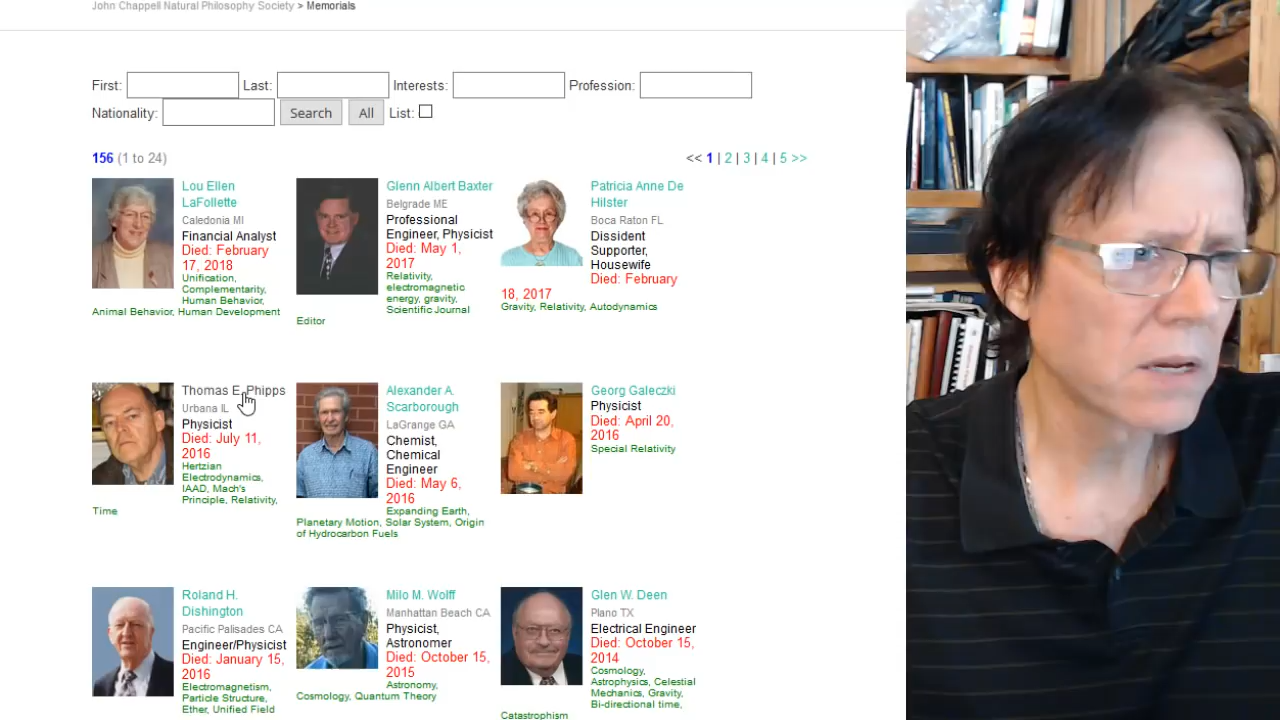 John Chappell Natural Philosophy Society > Memorials
First: Last: Interests: Profession:
Nationality: Search All List:
156 (1 to 24)
<< 1 | 2 | 3 | 4 | 5 >>
Lou Ellen
LaFollette
Caledonia MI
Financial Analyst
Died: February
17, 2018
Unification,
Complementarity,
Human Behavior,
Animal Behavior, Human Development
Glenn Albert Baxter
Belgrade ME
Professional
Engineer, Physicist
Died: May 1,
2017
Relativity,
electromagnetic
energy, gravity,
Scientific Journal
Editor
Patricia Anne De
Hilster
Boca Raton FL
Dissident
Supporter,
Housewife
Died: February
18, 2017
Gravity, Relativity, Autodynamics
Thomas E. Phipps
Urbana IL
Physicist
Died: July 11,
2016
Hertzian
Electrodynamics,
IAAD, Mach's
Principle, Relativity,
Time
Alexander A.
Scarborough
LaGrange GA
Chemist,
Chemical
Engineer
Died: May 6,
2016
Expanding Earth,
Planetary Motion, Solar System, Origin
of Hydrocarbon Fuels
Georg Galeczki
Physicist
Died: April 20,
2016
Special Relativity
Roland H.
Dishington
Pacific Palisades CA
Engineer/Physicist
Died: January 15,
2016
Electromagnetism,
Particle Structure,
Ether, Unified Field
Milo M. Wolff
Manhattan Beach CA
Physicist,
Astronomer
Died: October 15,
2015
Astronomy,
Cosmology, Quantum Theory
Glen W. Deen
Plano TX
Electrical Engineer
Died: October 15,
2014
Cosmology,
Astrophysics, Celestial
Mechanics, Gravity,
Bi-directional time,
Catastrophism